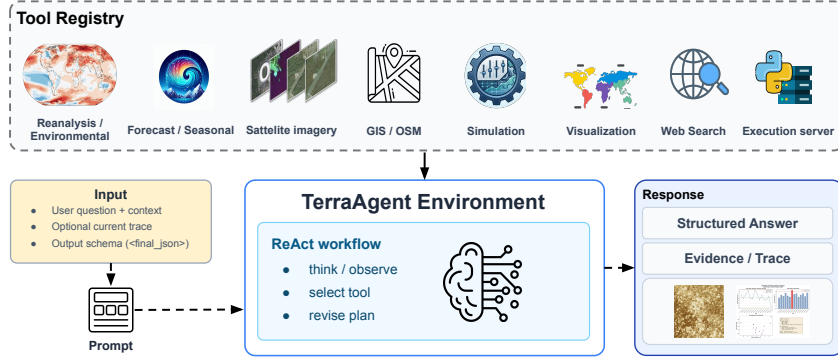 Tool Registry
Reanalysis /
Environmental
Forecast / Seasonal
Sattelite imagery
GIS / OSM
Simulation
Visualization
Web Search
Execution server
Input
● User question + context
● Optional current trace
● Output schema (<final_json>)
Prompt
TerraAgent Environment
ReAct workflow
● think / observe
● select tool
● revise plan
Response
Structured Answer
Evidence / Trace